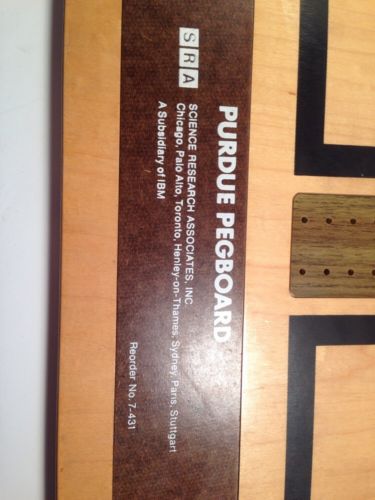 PURDUE PEGBOARD
SRA
SCIENCE RESEARCH ASSOCIATES, INC.
Chicago, Palo Alto, Toronto, Henley-on-Thames, Sydney, Paris, Stuttgart
A Subsidiary of IBM
Reorder No. 7-431